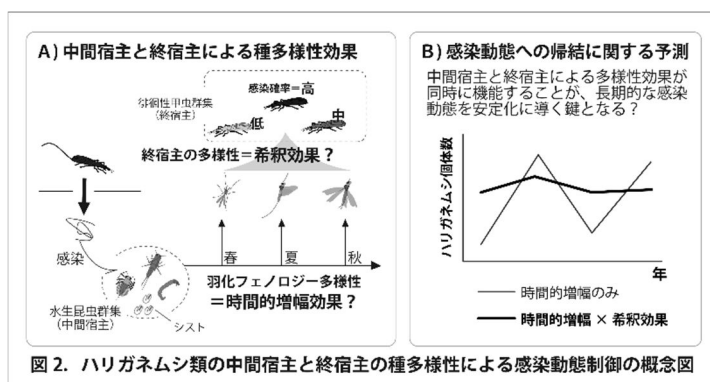 A) 中間宿主と終宿主による種多様性効果
感染確率＝高
徘徊性甲虫群集
(終宿主)
低
中
終宿主の多様性＝希釈効果？
感染
春
夏
秋
水生昆虫群集
(中間宿主)
シスト
羽化フェノロジー多様性
＝時間的増幅効果？
B) 感染動態への帰結に関する予測
中間宿主と終宿主による多様性効果が
同時に機能することが、長期的な感染
動態を安定化に導く鍵となる？
ハリガネムシ個体数
年
時間的増幅のみ
時間的増幅 × 希釈効果
図 2. ハリガネムシ類の中間宿主と終宿主の種多様性による感染動態制御の概念図